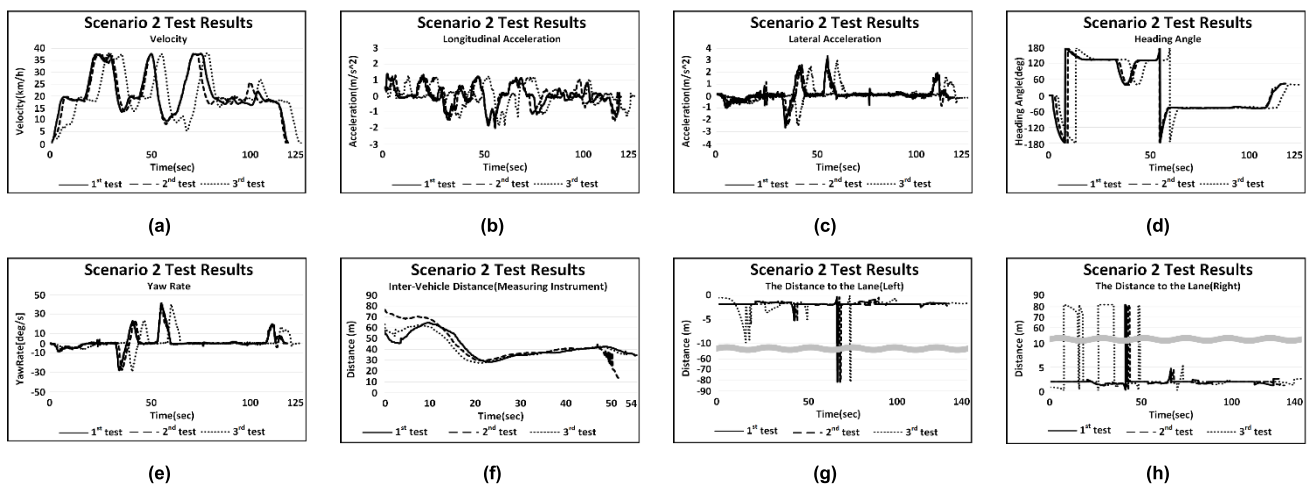 Scenario 2 Test Results
Velocity
Velocity(km/h)
40
35
30
25
20
15
10
5
0
0
50
100
125
Time(sec)
1st test
2nd test
3rd test
(a)
Scenario 2 Test Results
Longitudinal Acceleration
Acceleration(m/s^2)
3
2
1
0
-1
-2
-3
0
50
100
125
Time(sec)
1st test
2nd test
3rd test
(b)
Scenario 2 Test Results
Lateral Acceleration
Acceleration(m/s^2)
4
3
2
1
0
-1
-2
-3
-4
0
50
100
120
Time(sec)
1st test
2nd test
3rd test
(c)
Scenario 2 Test Results
Heading Angle
Heading Angle(deg)
180
120
60
0
-60
-120
-180
0
50
100
125
Time(sec)
1st test
2nd test
3rd test
(d)
Scenario 2 Test Results
Yaw Rate
YawRate[deg/s]
50
30
10
-10
-30
-50
0
50
100
125
Time(sec)
1st test
2nd test
3rd test
(e)
Scenario 2 Test Results
Inter-Vehicle Distance(Measuring Instrument)
Distance (m)
90
80
70
60
50
40
30
20
10
0
0
10
20
30
40
50
54
Time(sec)
1st test
2nd test
3rd test
(f)
Scenario 2 Test Results
The Distance to the Lane(Left)
Distance (m)
0
-5
-10
-60
-70
-80
-90
0
50
100
140
Time(sec)
1st test
2nd test
3rd test
(g)
Scenario 2 Test Results
The Distance to the Lane(Right)
Distance (m)
90
80
70
60
10
5
0
0
50
100
140
Time(sec)
1st test
2nd test
3rd test
(h)